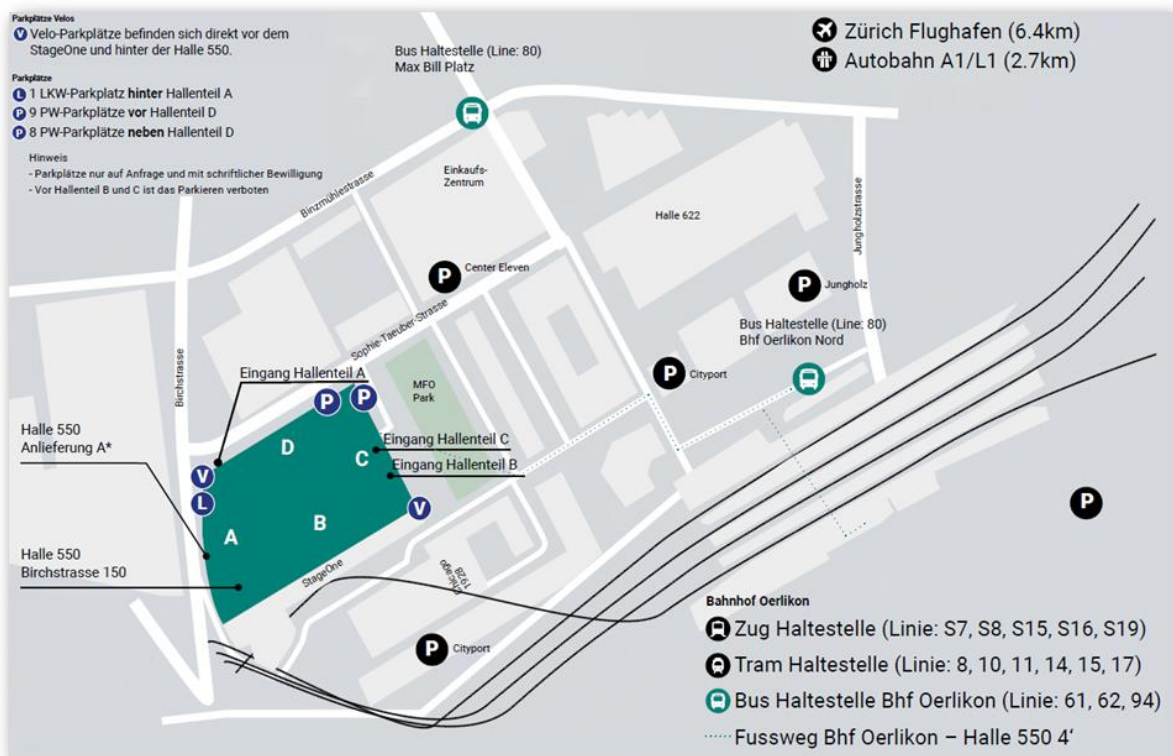 Parkplätze Velos
V Velo-Parkplätze befinden sich direkt vor dem
StageOne und hinter der Halle 550.
Parkplätze
L 1 LKW-Parkplatz hinter Hallenteil A
P 9 PW-Parkplätze vor Hallenteil D
P 8 PW-Parkplätze neben Hallenteil D
Hinweis
- Parkplätze nur auf Anfrage und mit schriftlicher Bewilligung
- Vor Hallenteil B und C ist das Parkieren verboten
Bus Haltestelle (Line: 80)
Max Bill Platz
Zürich Flughafen (6.4km)
Autobahn A1/L1 (2.7km)
Binzmühlestrasse
Einkaufs-
Zentrum
Halle 622
Jungholzstrasse
P Center Eleven
P Jungholz
Sophie-Taeuber-Strasse
Bus Haltestelle (Line: 80)
Bhf Oerlikon Nord
Birchstrasse
Eingang Hallenteil A
MFO
Park
P Cityport
P
P
Halle 550
Anlieferung A*
D
C
Eingang Hallenteil C
Eingang Hallenteil B
V
L
V
P
A
B
Halle 550
Birchstrasse 150
StageOne
Chicago
1928
P Cityport
Bahnhof Oerlikon
Zug Haltestelle (Linie: S7, S8, S15, S16, S19)
Tram Haltestelle (Linie: 8, 10, 11, 14, 15, 17)
Bus Haltestelle Bhf Oerlikon (Linie: 61, 62, 94)
Fussweg Bhf Oerlikon – Halle 550 4‘